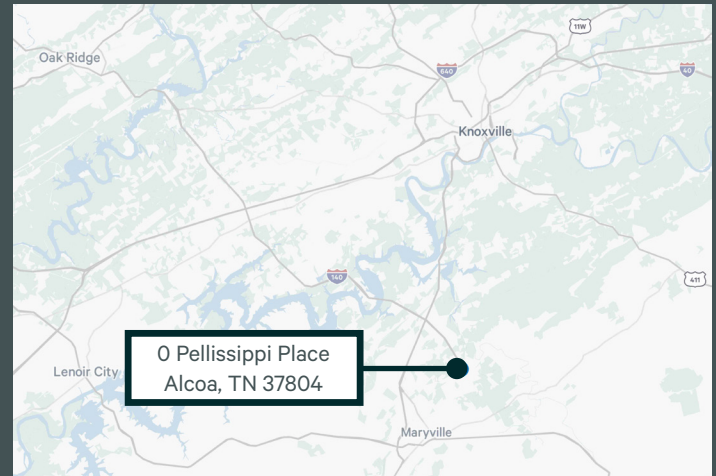 11W
Oak Ridge
640
40
Knoxville
140
411
0 Pellissippi Place
Alcoa, TN 37804
Lenoir City
Maryville